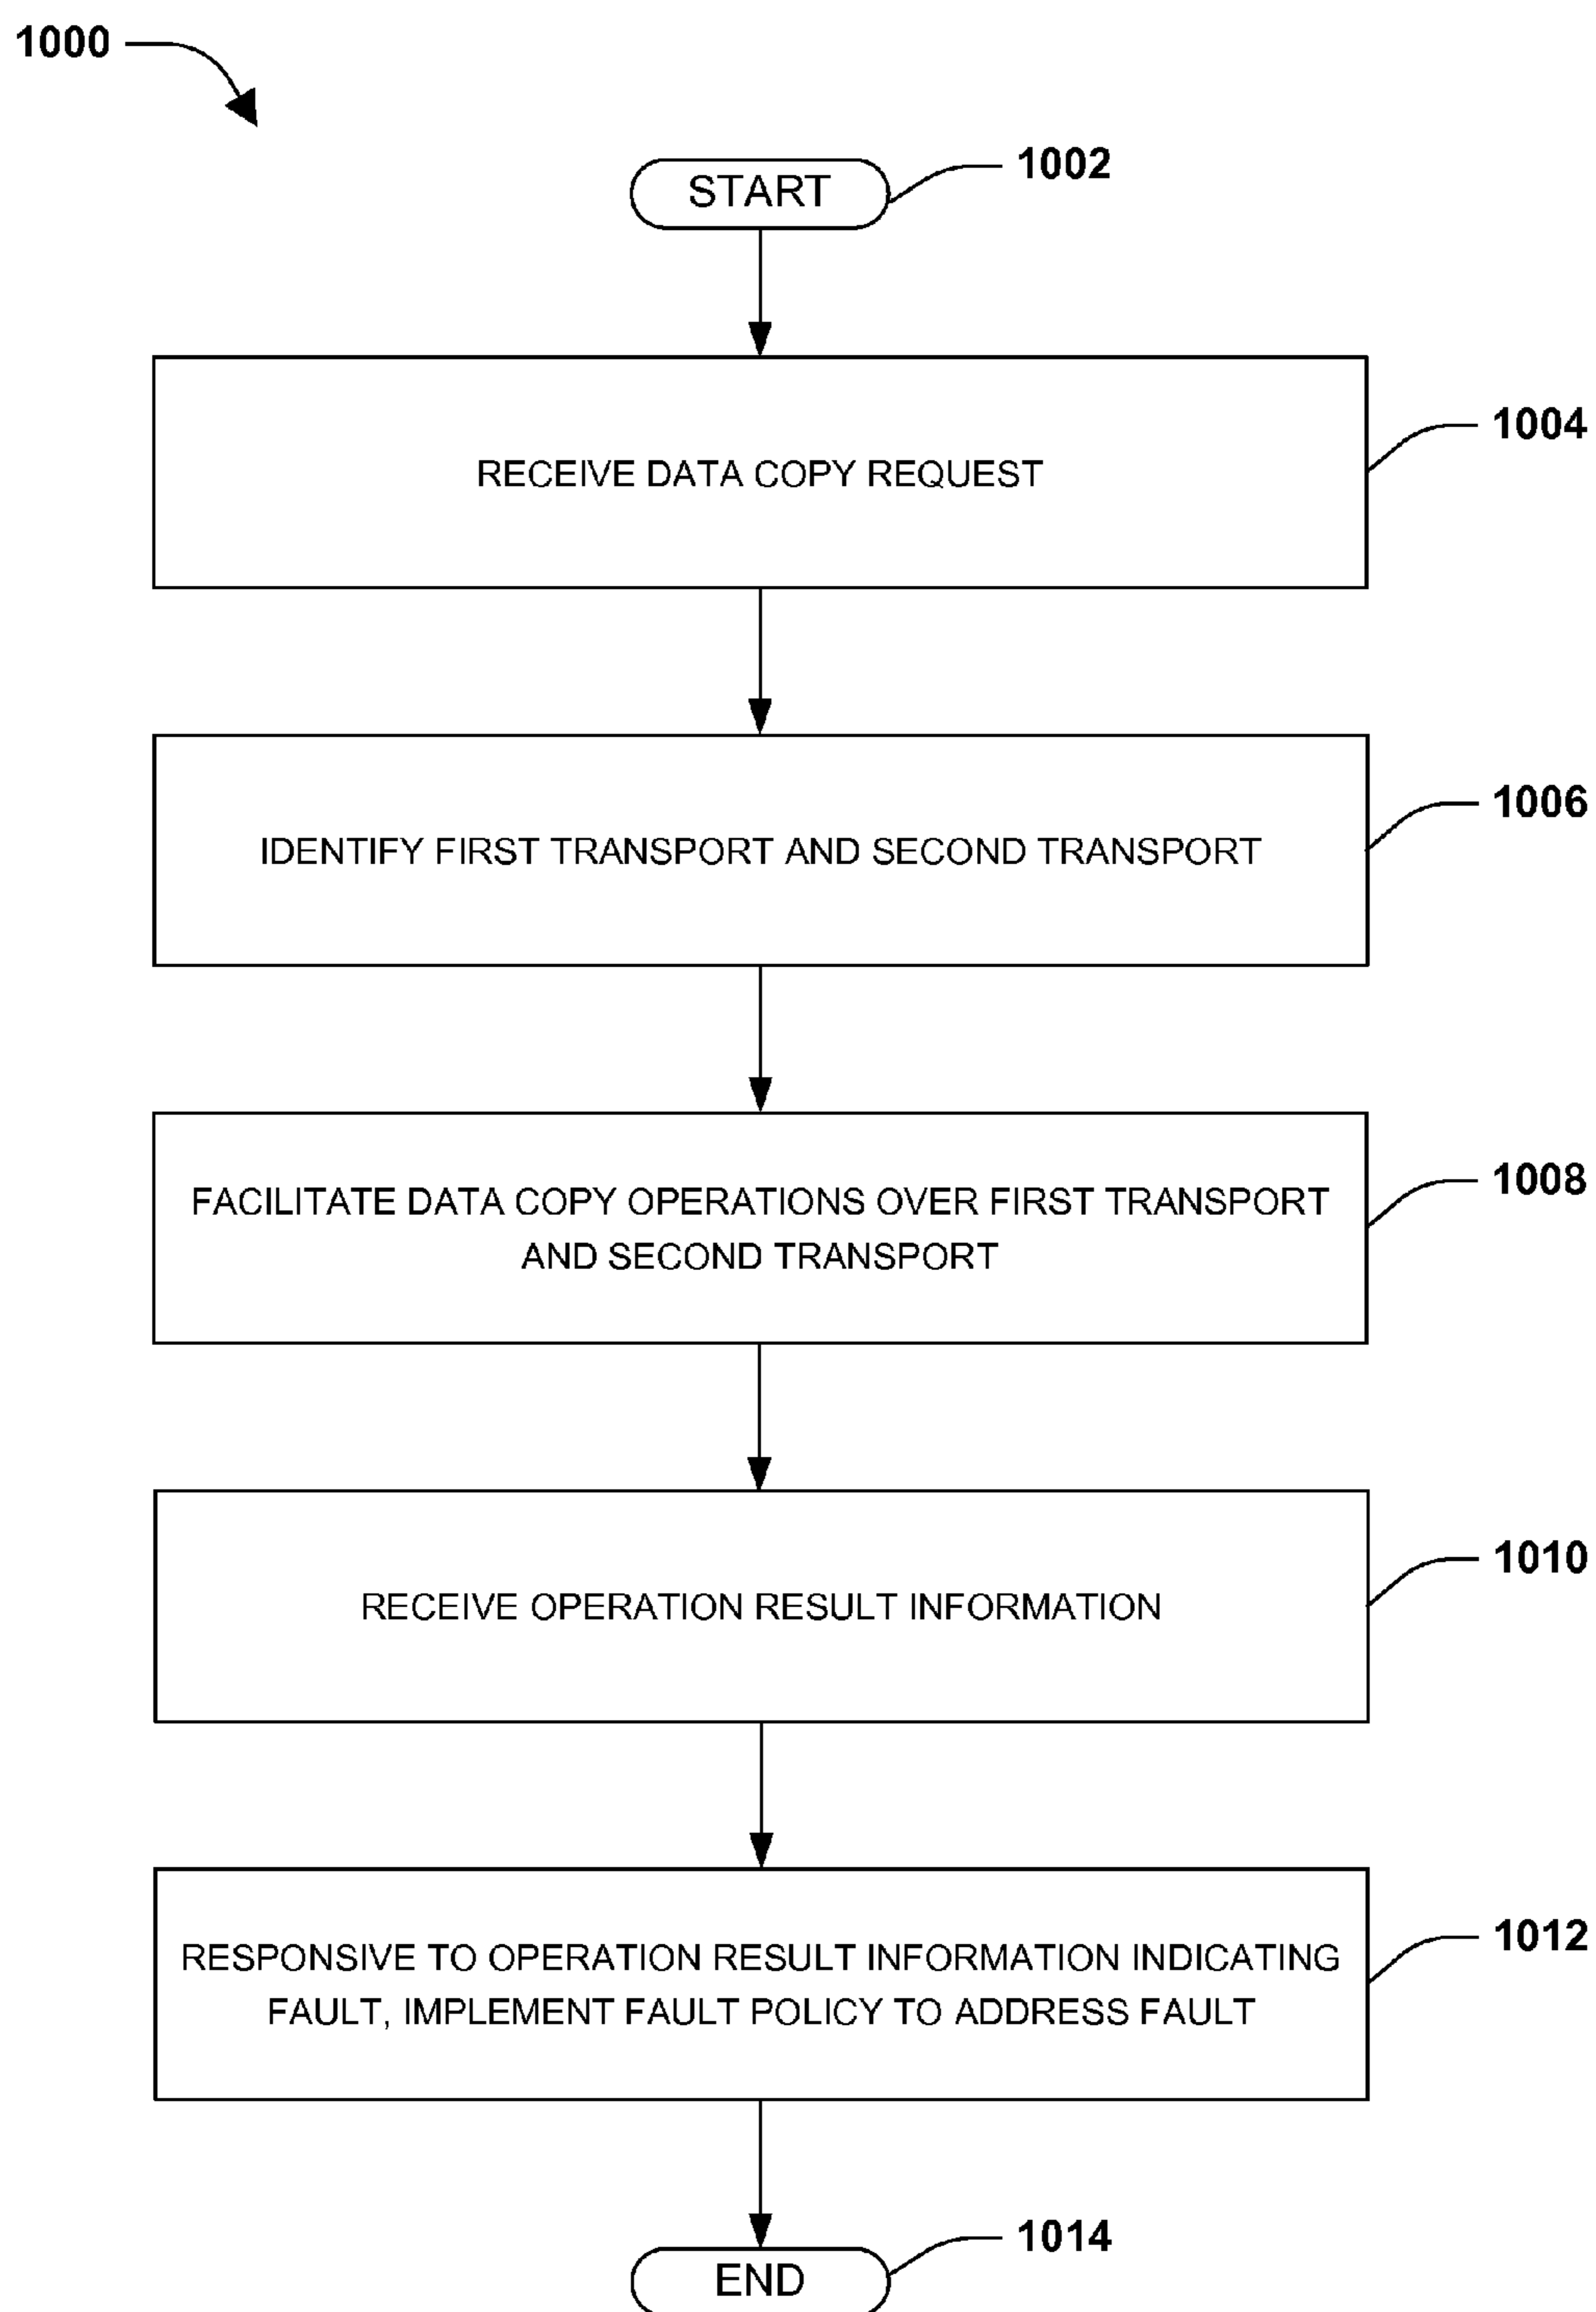 1000
START
1002
RECEIVE DATA COPY REQUEST
1004
IDENTIFY FIRST TRANSPORT AND SECOND TRANSPORT
1006
FACILITATE DATA COPY OPERATIONS OVER FIRST TRANSPORT
AND SECOND TRANSPORT
1008
RECEIVE OPERATION RESULT INFORMATION
1010
RESPONSIVE TO OPERATION RESULT INFORMATION INDICATING
FAULT, IMPLEMENT FAULT POLICY TO ADDRESS FAULT
1012
END
1014